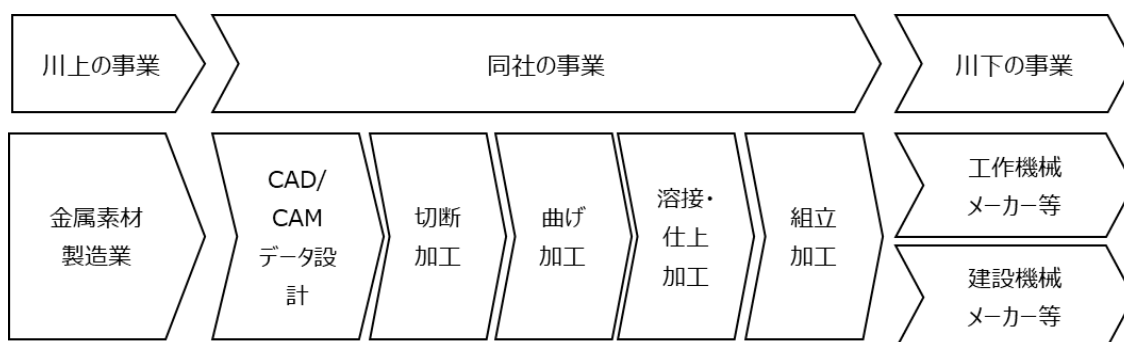 川上の事業
同社の事業
川下の事業
金属素材
製造業
CAD/
CAM
データ設
計
切断
加工
曲げ
加工
溶接・
仕上
加工
組立
加工
工作機械
メーカー等
建設機械
メーカー等